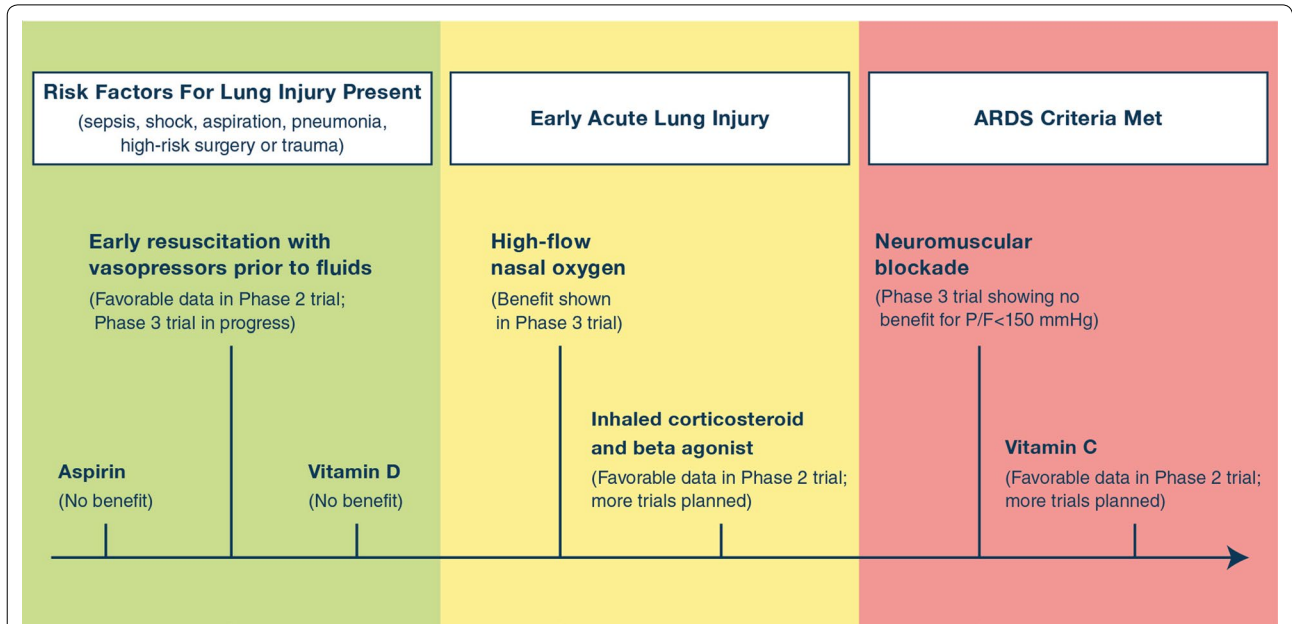 Risk Factors For Lung Injury Present
(sepsis, shock, aspiration, pneumonia,
high-risk surgery or trauma)
Early Acute Lung Injury
ARDS Criteria Met
Early resuscitation with
vasopressors prior to fluids
(Favorable data in Phase 2 trial;
Phase 3 trial in progress)
High-flow
nasal oxygen
(Benefit shown
in Phase 3 trial)
Neuromuscular
blockade
(Phase 3 trial showing no
benefit for P/F<150 mmHg)
Aspirin
(No benefit)
Vitamin D
(No benefit)
Inhaled corticosteroid
and beta agonist
(Favorable data in Phase 2 trial;
more trials planned)
Vitamin C
(Favorable data in Phase 2 trial;
more trials planned)